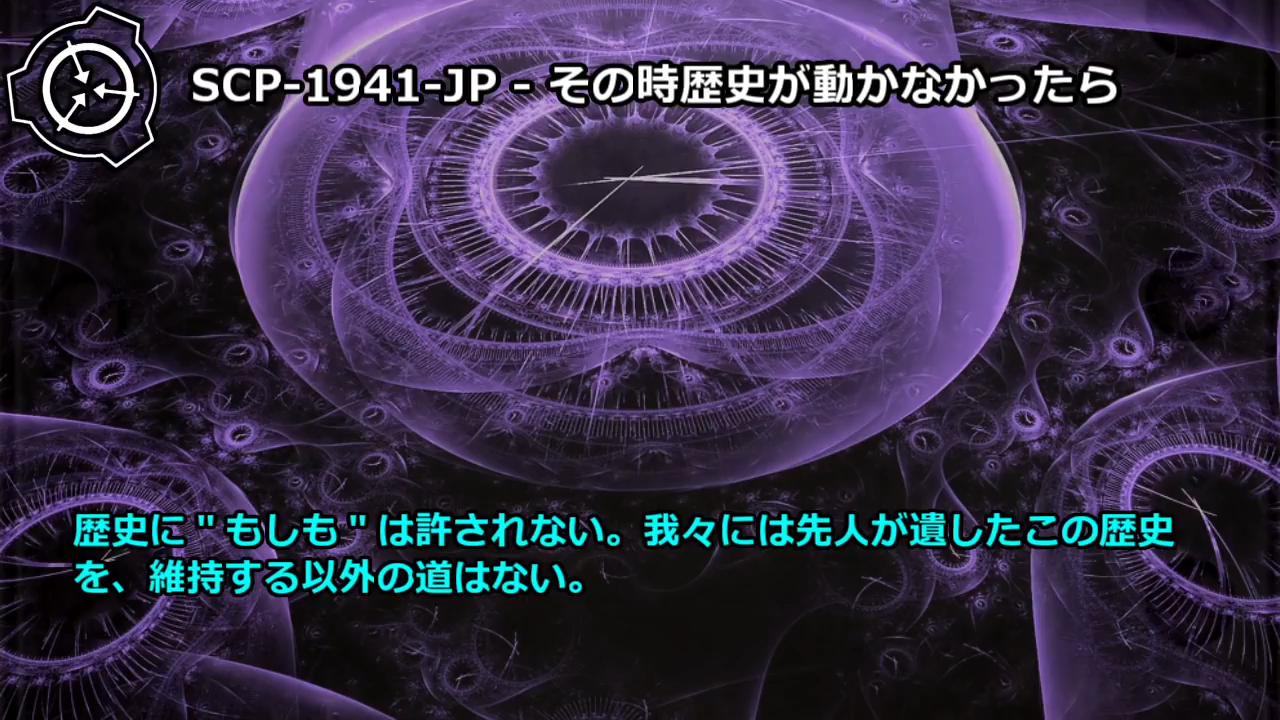 SCP-1941-JP - その時歴史が動かなかったら
歴史に " もしも " は許されない。我々には先人が遺したこの歴史
を、維持する以外の道はない。